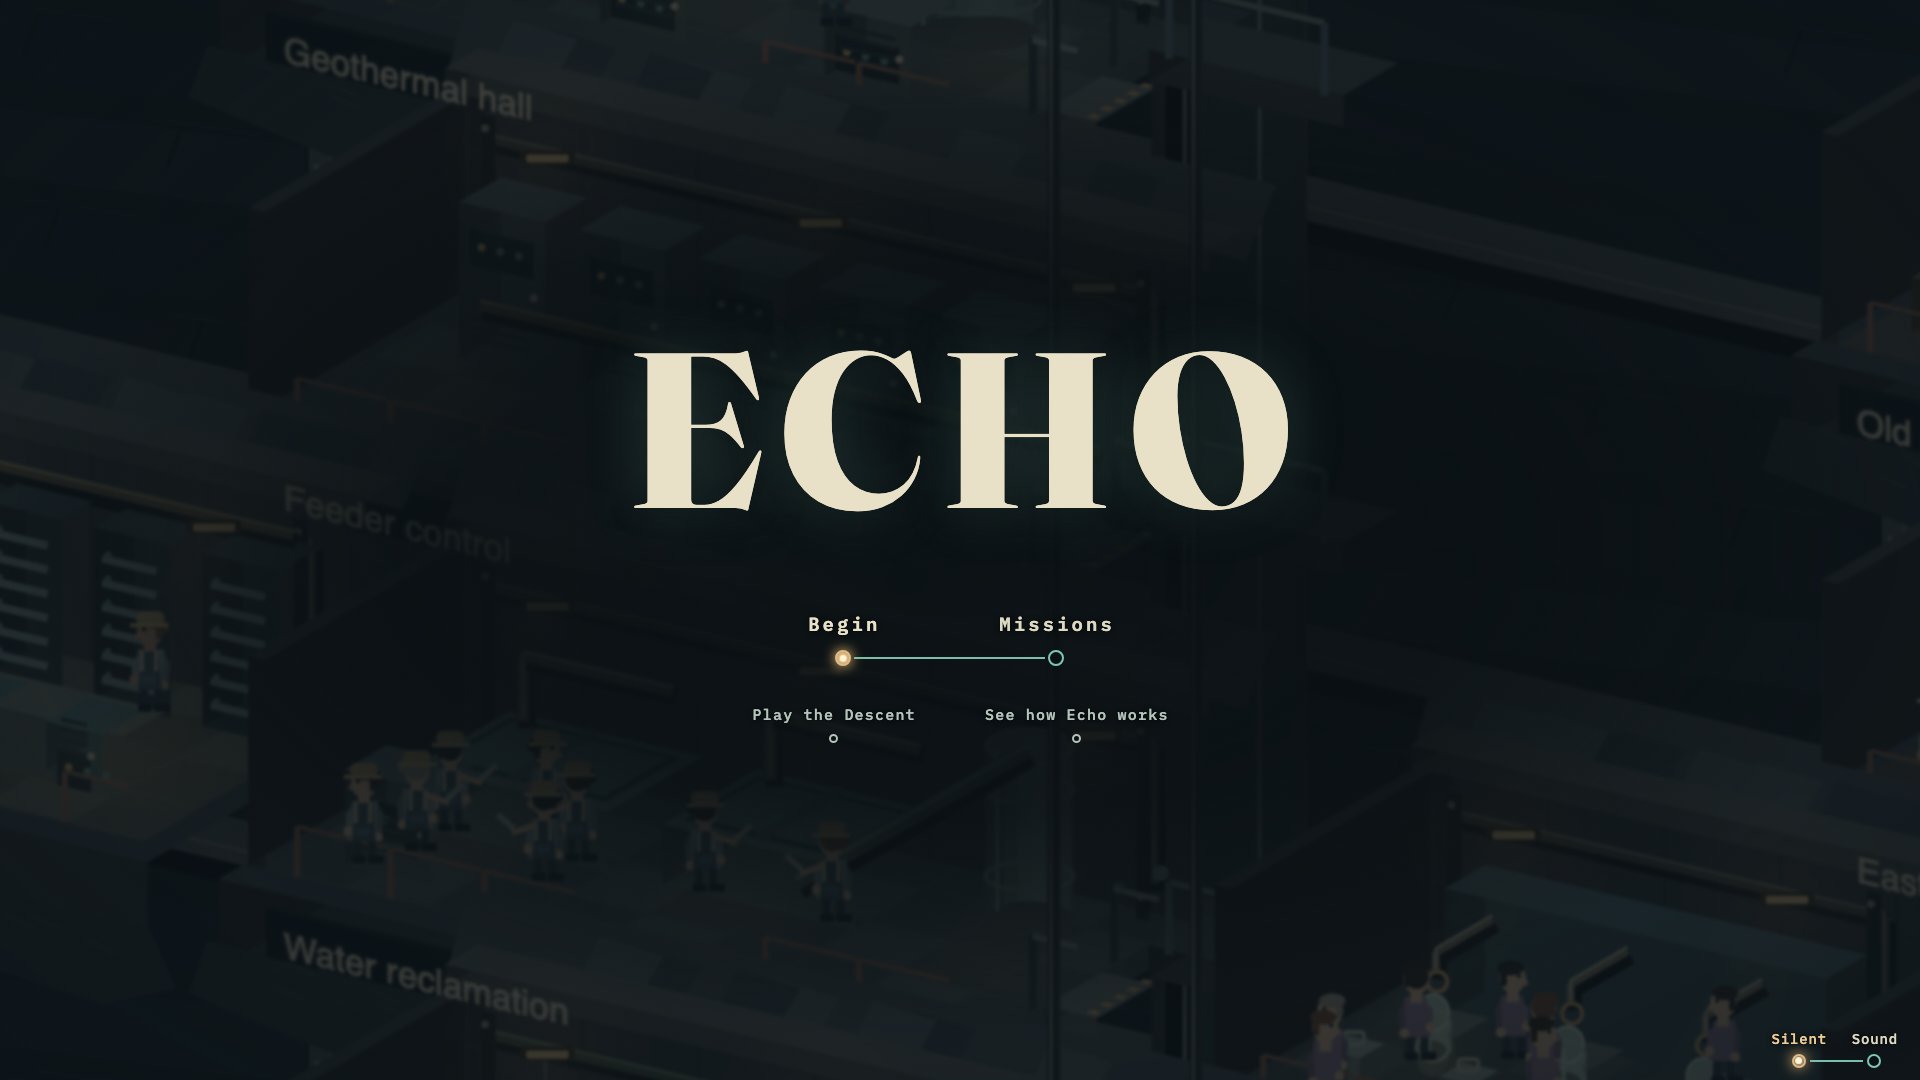 Geothermal hall
ECHO
Old
Feeder control
Begin
Missions
Play the Descent
See how Echo works
Water reclamation
East
Silent
Sound